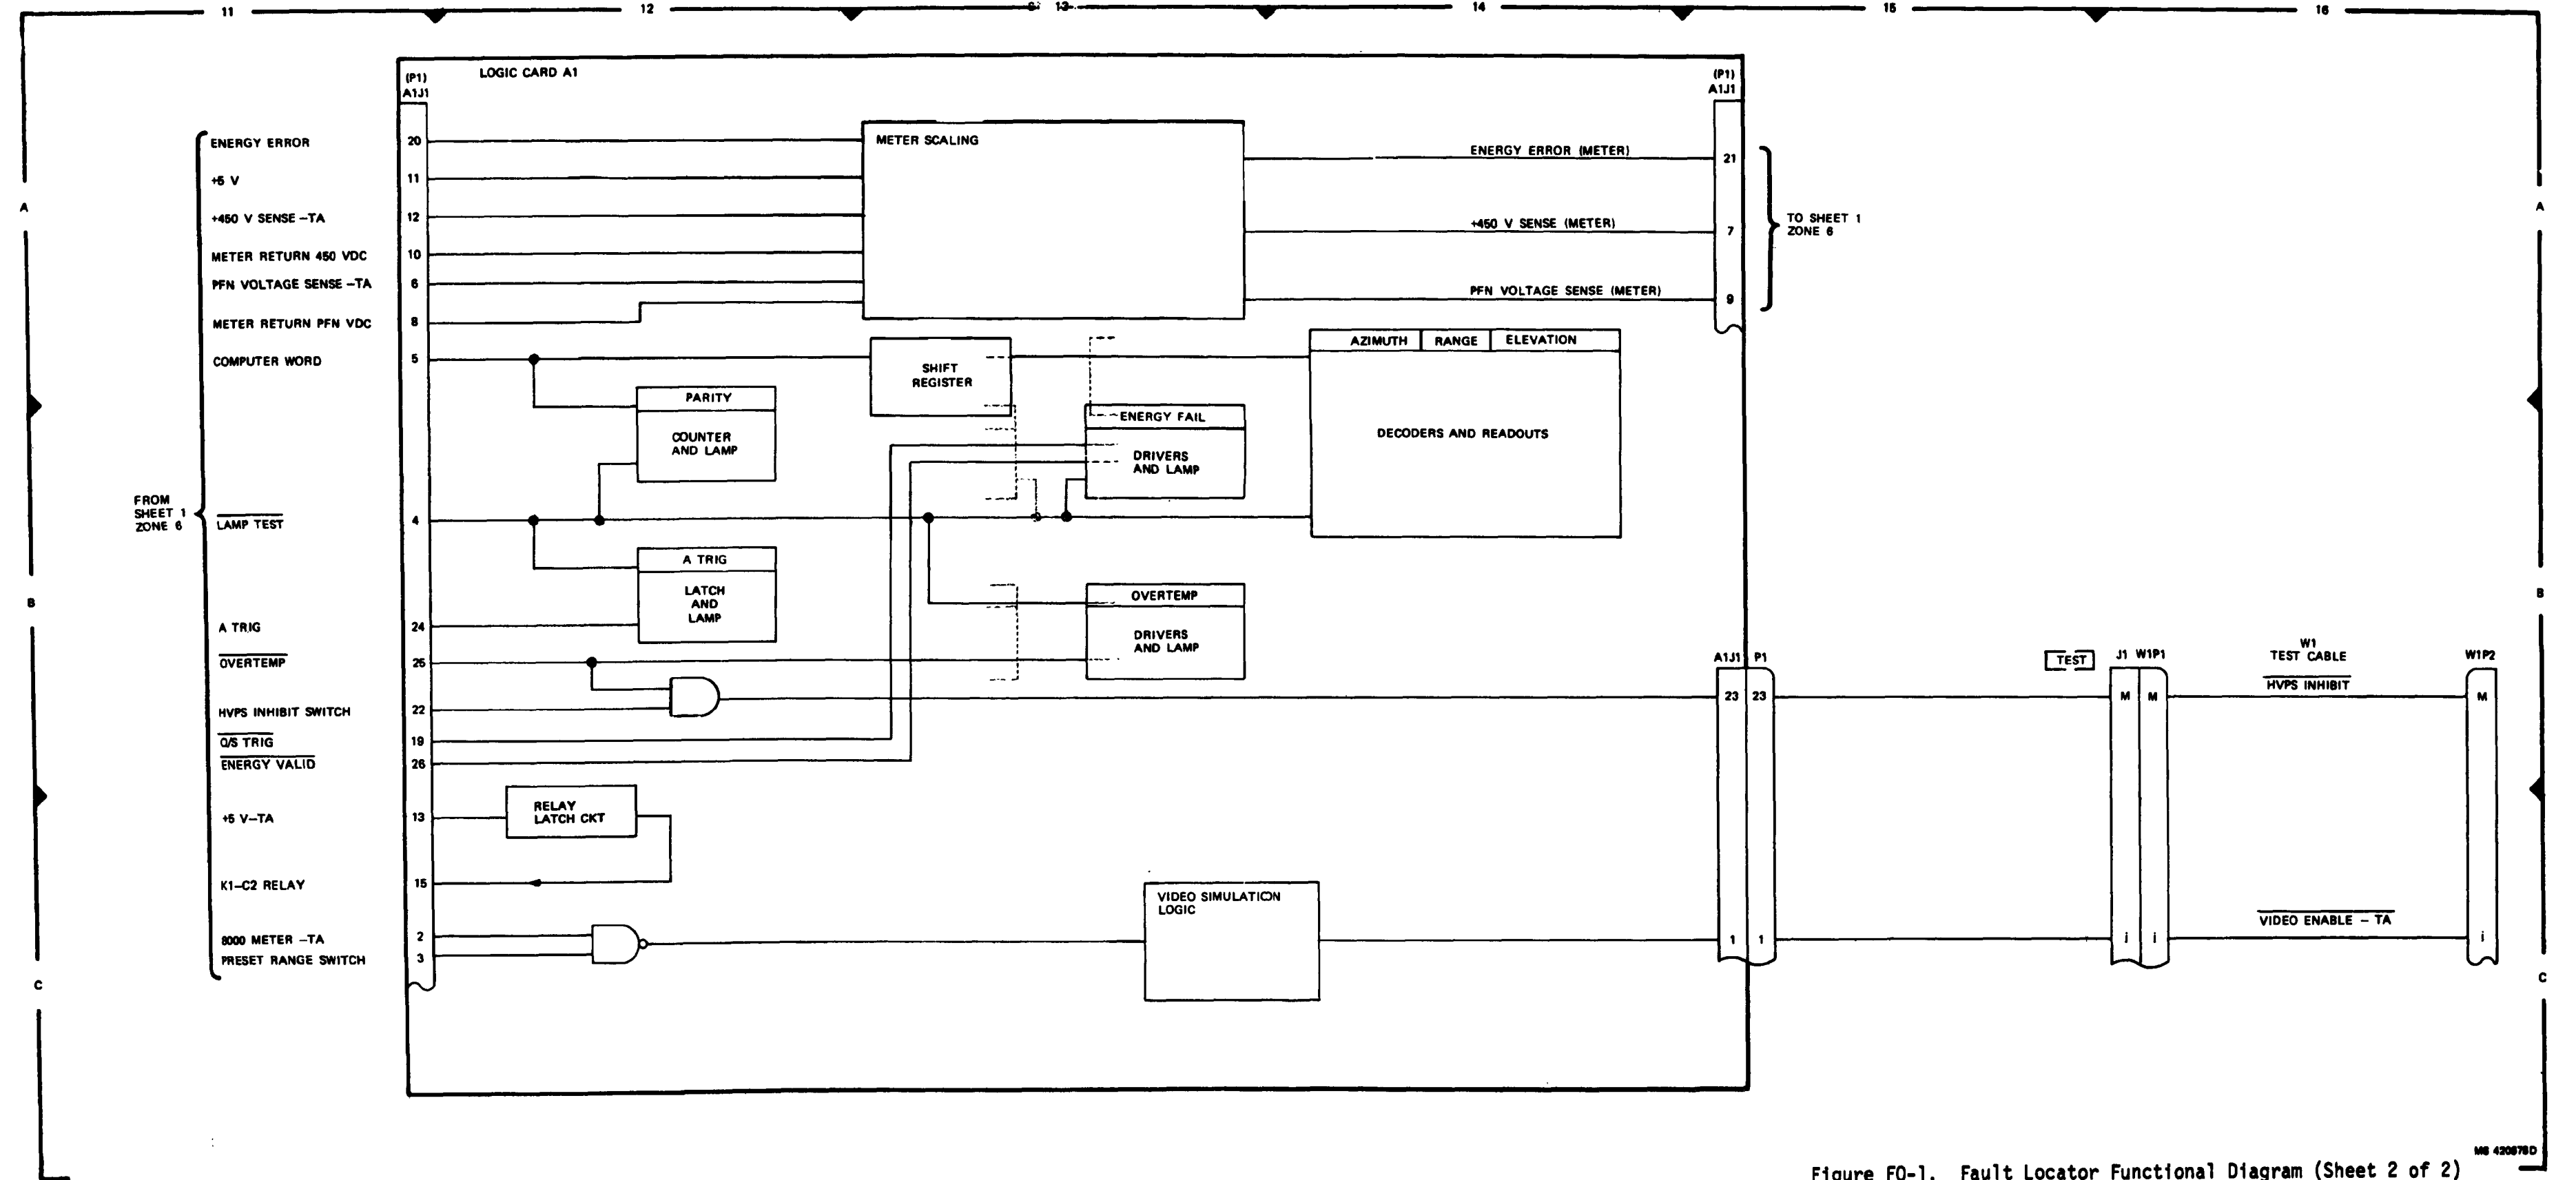 11 12 13 14 15 16
LOGIC CARD A1
(P1)
A1J1
(P1)
A1J1
A
B
C
A
B
C
FROM
SHEET 1
ZONE 6
ENERGY ERROR
20
+5 V
11
+450 V SENSE –TA
12
METER RETURN 450 VDC
10
PFN VOLTAGE SENSE –TA
6
METER RETURN PFN VDC
8
COMPUTER WORD
5
LAMP TEST
4
A TRIG
24
OVERTEMP
25
HVPS INHIBIT SWITCH
22
Q/S TRIG
19
ENERGY VALID
26
+5 V–TA
13
K1–C2 RELAY
15
8000 METER –TA
2
PRESET RANGE SWITCH
3
METER SCALING
ENERGY ERROR (METER)
21
+450 V SENSE (METER)
7
PFN VOLTAGE SENSE (METER)
9
TO SHEET 1
ZONE 6
SHIFT
REGISTER
PARITY
COUNTER
AND LAMP
ENERGY FAIL
DRIVERS
AND LAMP
AZIMUTH RANGE ELEVATION
DECODERS AND READOUTS
A TRIG
LATCH
AND
LAMP
OVERTEMP
DRIVERS
AND LAMP
RELAY
LATCH CKT
VIDEO SIMULATION
LOGIC
A1J1 P1
23 23
1 1
TEST
J1 W1P1
M M
i i
W1
TEST CABLE
HVPS INHIBIT
VIDEO ENABLE – TA
W1P2
M
i
Figure FO-1. Fault Locator Functional Diagram (Sheet 2 of 2)